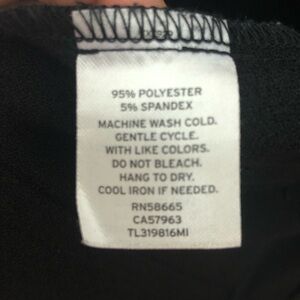 95% POLYESTER
5% SPANDEX
MACHINE WASH COLD.
GENTLE CYCLE.
WITH LIKE COLORS.
DO NOT BLEACH.
HANG TO DRY.
COOL IRON IF NEEDED.
RN58665
CA57963
TL319816MI